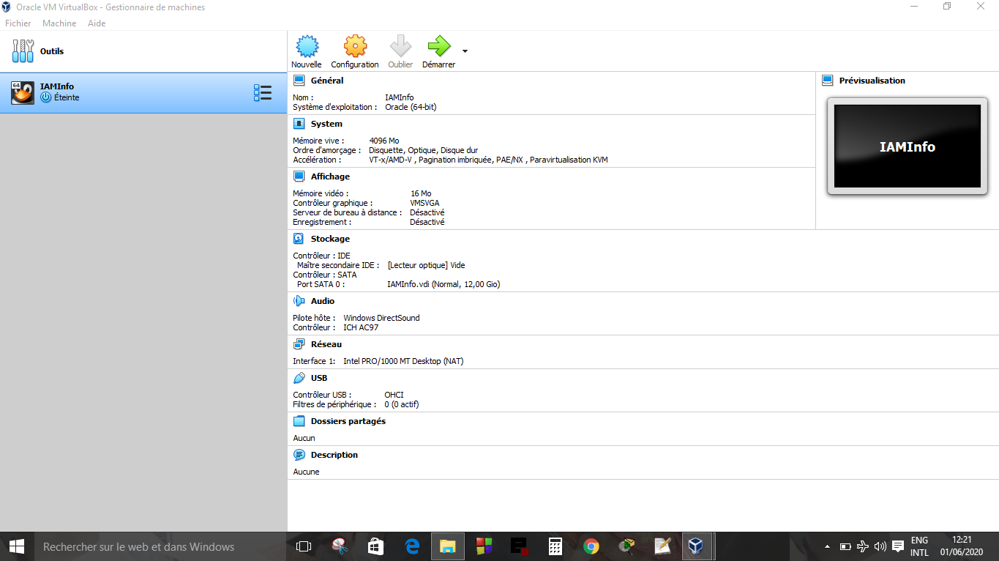 Oracle VM VirtualBox - Gestionnaire de machines
Fichier Machine Aide
Outils
64
IAMInfo
Éteinte
Nouvelle Configuration Oublier Démarrer
Général
Nom : IAMInfo
Système d'exploitation : Oracle (64-bit)
System
Mémoire vive : 4096 Mo
Ordre d'amorçage : Disquette, Optique, Disque dur
Accélération : VT-x/AMD-V , Pagination imbriquée, PAE/NX , Paravirtualisation KVM
Affichage
Mémoire vidéo : 16 Mo
Contrôleur graphique : VMSVGA
Serveur de bureau à distance : Désactivé
Enregistrement : Désactivé
Prévisualisation
IAMInfo
Stockage
Contrôleur : IDE
Maître secondaire IDE : [Lecteur optique] Vide
Contrôleur : SATA
Port SATA 0 : IAMInfo.vdi (Normal, 12,00 Gio)
Audio
Pilote hôte : Windows DirectSound
Contrôleur : ICH AC97
Réseau
Interface 1: Intel PRO/1000 MT Desktop (NAT)
USB
Contrôleur USB : OHCI
Filtres de périphérique : 0 (0 actif)
Dossiers partagés
Aucun
Description
Aucune
Rechercher sur le web et dans Windows
ENG
INTL
12:21
01/06/2020